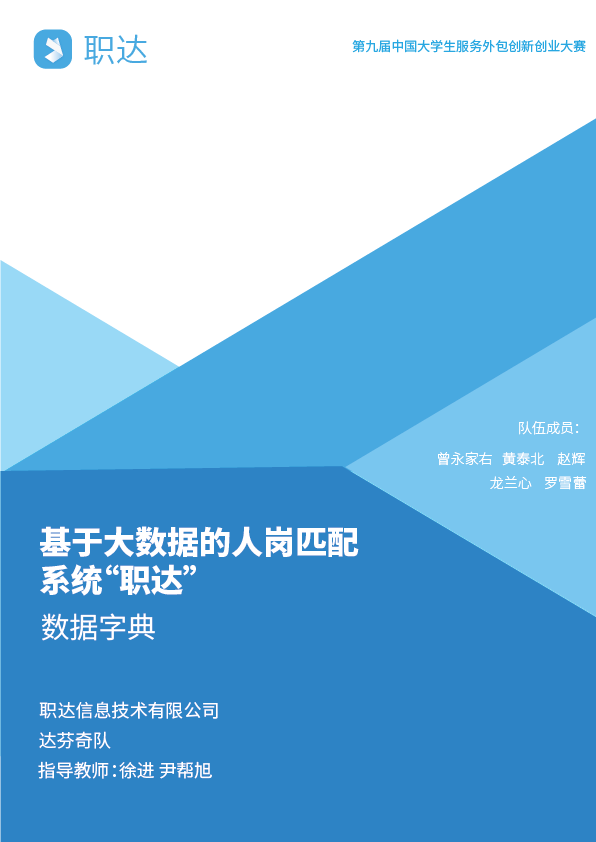 职达
第九届中国大学生服务外包创新创业大赛
队伍成员：
曾永家右 黄泰北 赵辉
龙兰心 罗雪蕾
基于大数据的人岗匹配
系统“职达”
数据字典
职达信息技术有限公司
达芬奇队
指导教师：徐进 尹帮旭